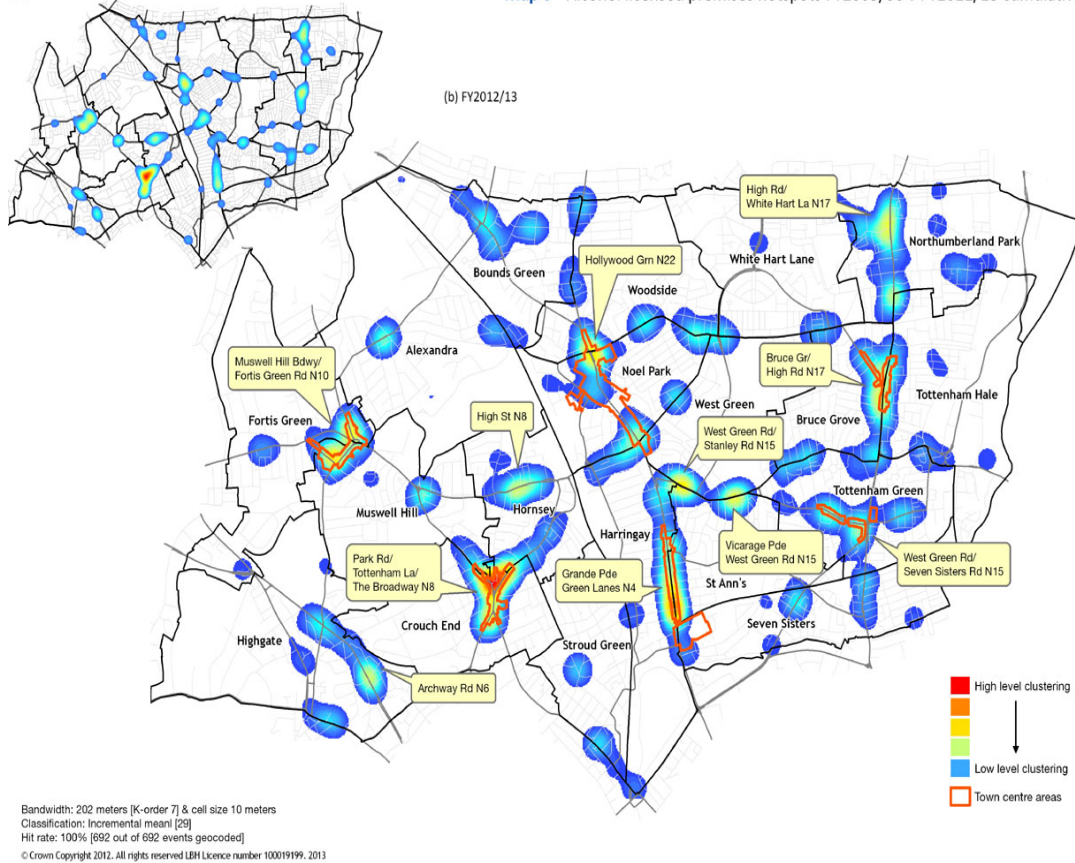 (b) FY2012/13
High Rd/
White Hart La N17
Northumberland Park
White Hart Lane
Bounds Green
Hollywood Grn N22
Woodside
Alexandra
Muswell Hill Bdwy/
Fortis Green Rd N10
Noel Park
Bruce Gr/
High Rd N17
Tottenham Hale
West Green
Fortis Green
High St N8
Bruce Grove
West Green Rd/
Stanley Rd N15
Tottenham Green
Muswell Hill
Hornsey
Harringay
Vicarage Pde
West Green Rd N15
West Green Rd/
Seven Sisters Rd N15
Park Rd/
Tottenham La/
The Broadway N8
Grande Pde
Green Lanes N4
St Ann's
Crouch End
Seven Sisters
Highgate
Stroud Green
Archway Rd N6
High level clustering
Low level clustering
Town centre areas
Bandwidth: 202 meters [K-order 7] & cell size 10 meters
Classification: Incremental meanl [29]
Hit rate: 100% [692 out of 692 events geocoded]
© Crown Copyright 2012. All rights reserved LBH Licence number 100019199. 2013